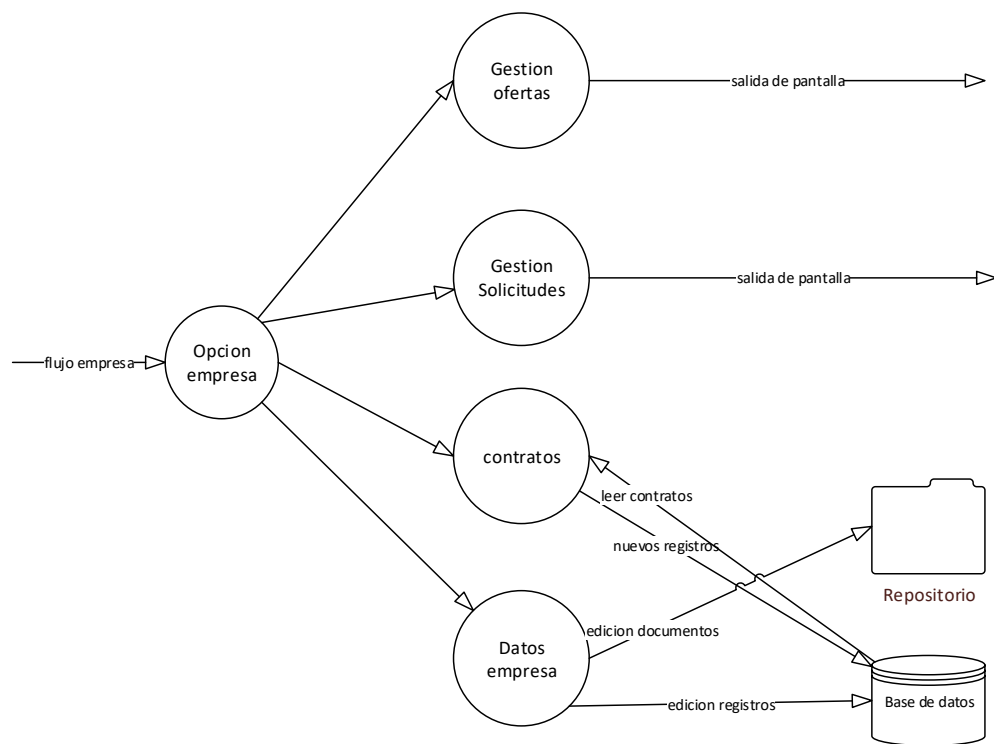 Gestion
ofertas
salida de pantalla
Gestion
Solicitudes
salida de pantalla
Opcion
empresa
flujo empresa
contratos
leer contratos
nuevos registros
Repositorio
edicion documentos
Datos
empresa
edicion registros
Base de datos